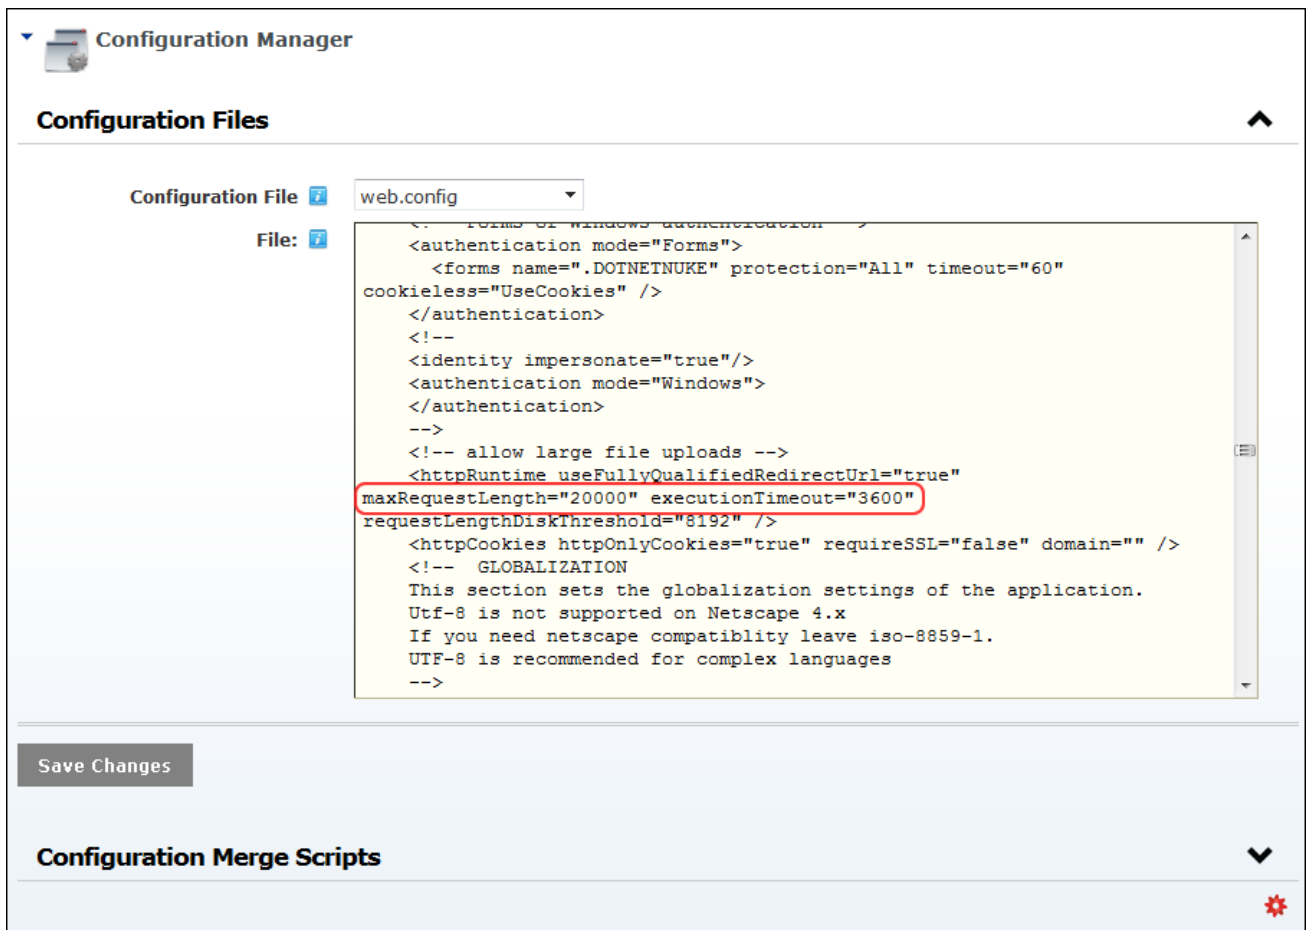 Configuration Manager
Configuration Files
Configuration File
web.config
File:
<!-- Forms or Windows authentication -->
<authentication mode="Forms">
<forms name=".DOTNETNUKE" protection="All" timeout="60"
cookieless="UseCookies" />
</authentication>
<!--
<identity impersonate="true"/>
<authentication mode="Windows">
</authentication>
-->
<!-- allow large file uploads -->
<httpRuntime useFullyQualifiedRedirectUrl="true"
maxRequestLength="20000" executionTimeout="3600"
requestLengthDiskThreshold="8192" />
<httpCookies httpOnlyCookies="true" requireSSL="false" domain="" />
<!--  GLOBALIZATION
This section sets the globalization settings of the application.
Utf-8 is not supported on Netscape 4.x
If you need netscape compatiblity leave iso-8859-1.
UTF-8 is recommended for complex languages
-->
Save Changes
Configuration Merge Scripts